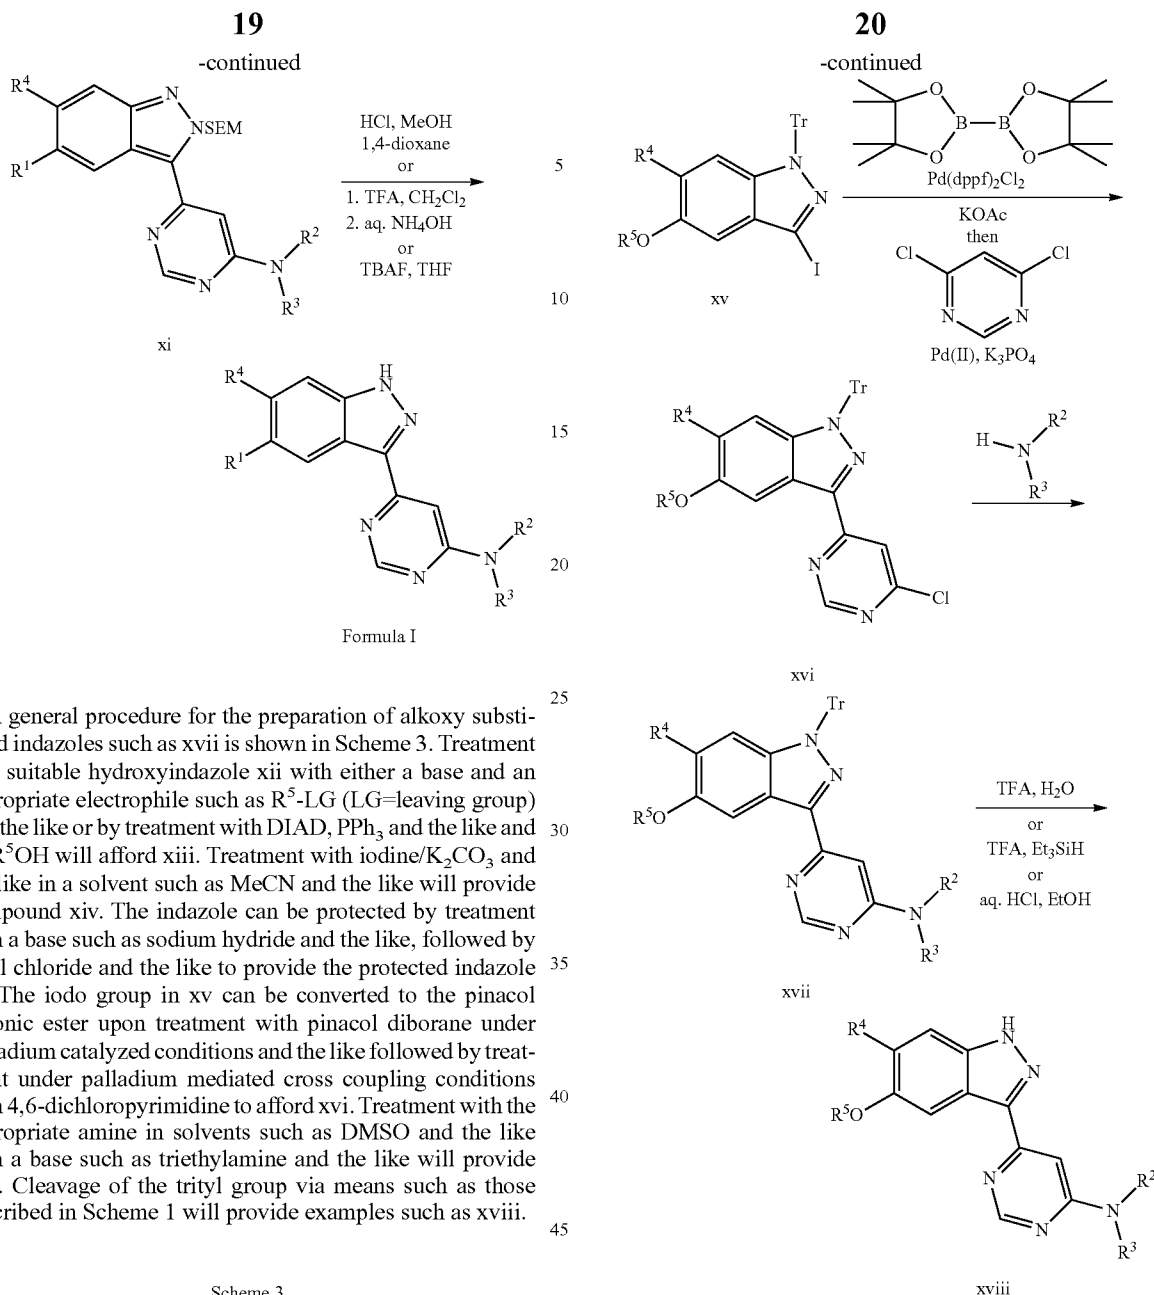 19
-continued
R⁴
N
NSEM
R¹
N
N
N
R²
R³
HCl, MeOH
1,4-dioxane
or
1. TFA, CH₂Cl₂
2. aq. NH₄OH
or
TBAF, THF
xi
R⁴
H
N
N
R¹
N
N
N
R²
R³
Formula I
general procedure for the preparation of alkoxy substi-
d indazoles such as xvii is shown in Scheme 3. Treatment
suitable hydroxyindazole xii with either a base and an
ropriate electrophile such as R⁵-LG (LG=leaving group)
the like or by treatment with DIAD, PPh₃ and the like and
R⁵OH will afford xiii. Treatment with iodine/K₂CO₃ and
like in a solvent such as MeCN and the like will provide
pound xiv. The indazole can be protected by treatment
a base such as sodium hydride and the like, followed by
l chloride and the like to provide the protected indazole
The iodo group in xv can be converted to the pinacol
onic ester upon treatment with pinacol diborane under
adium catalyzed conditions and the like followed by treat-
t under palladium mediated cross coupling conditions
4,6-dichloropyrimidine to afford xvi. Treatment with the
ropriate amine in solvents such as DMSO and the like
a base such as triethylamine and the like will provide
. Cleavage of the trityl group via means such as those
cribed in Scheme 1 will provide examples such as xviii.
Scheme 3
5
10
15
20
25
30
35
40
45
20
-continued
Tr
R⁴
N
N
R⁵O
I
xv
O
O
B
B
O
O
Pd(dppf)₂Cl₂
KOAc
then
Cl
Cl
N
N
Pd(II), K₃PO₄
Tr
R⁴
N
N
R⁵O
N
N
Cl
xvi
H
N
R²
R³
Tr
R⁴
N
N
R⁵O
N
N
N
R²
R³
xvii
TFA, H₂O
or
TFA, Et₃SiH
or
aq. HCl, EtOH
R⁴
H
N
N
R⁵O
N
N
N
R²
R³
xviii